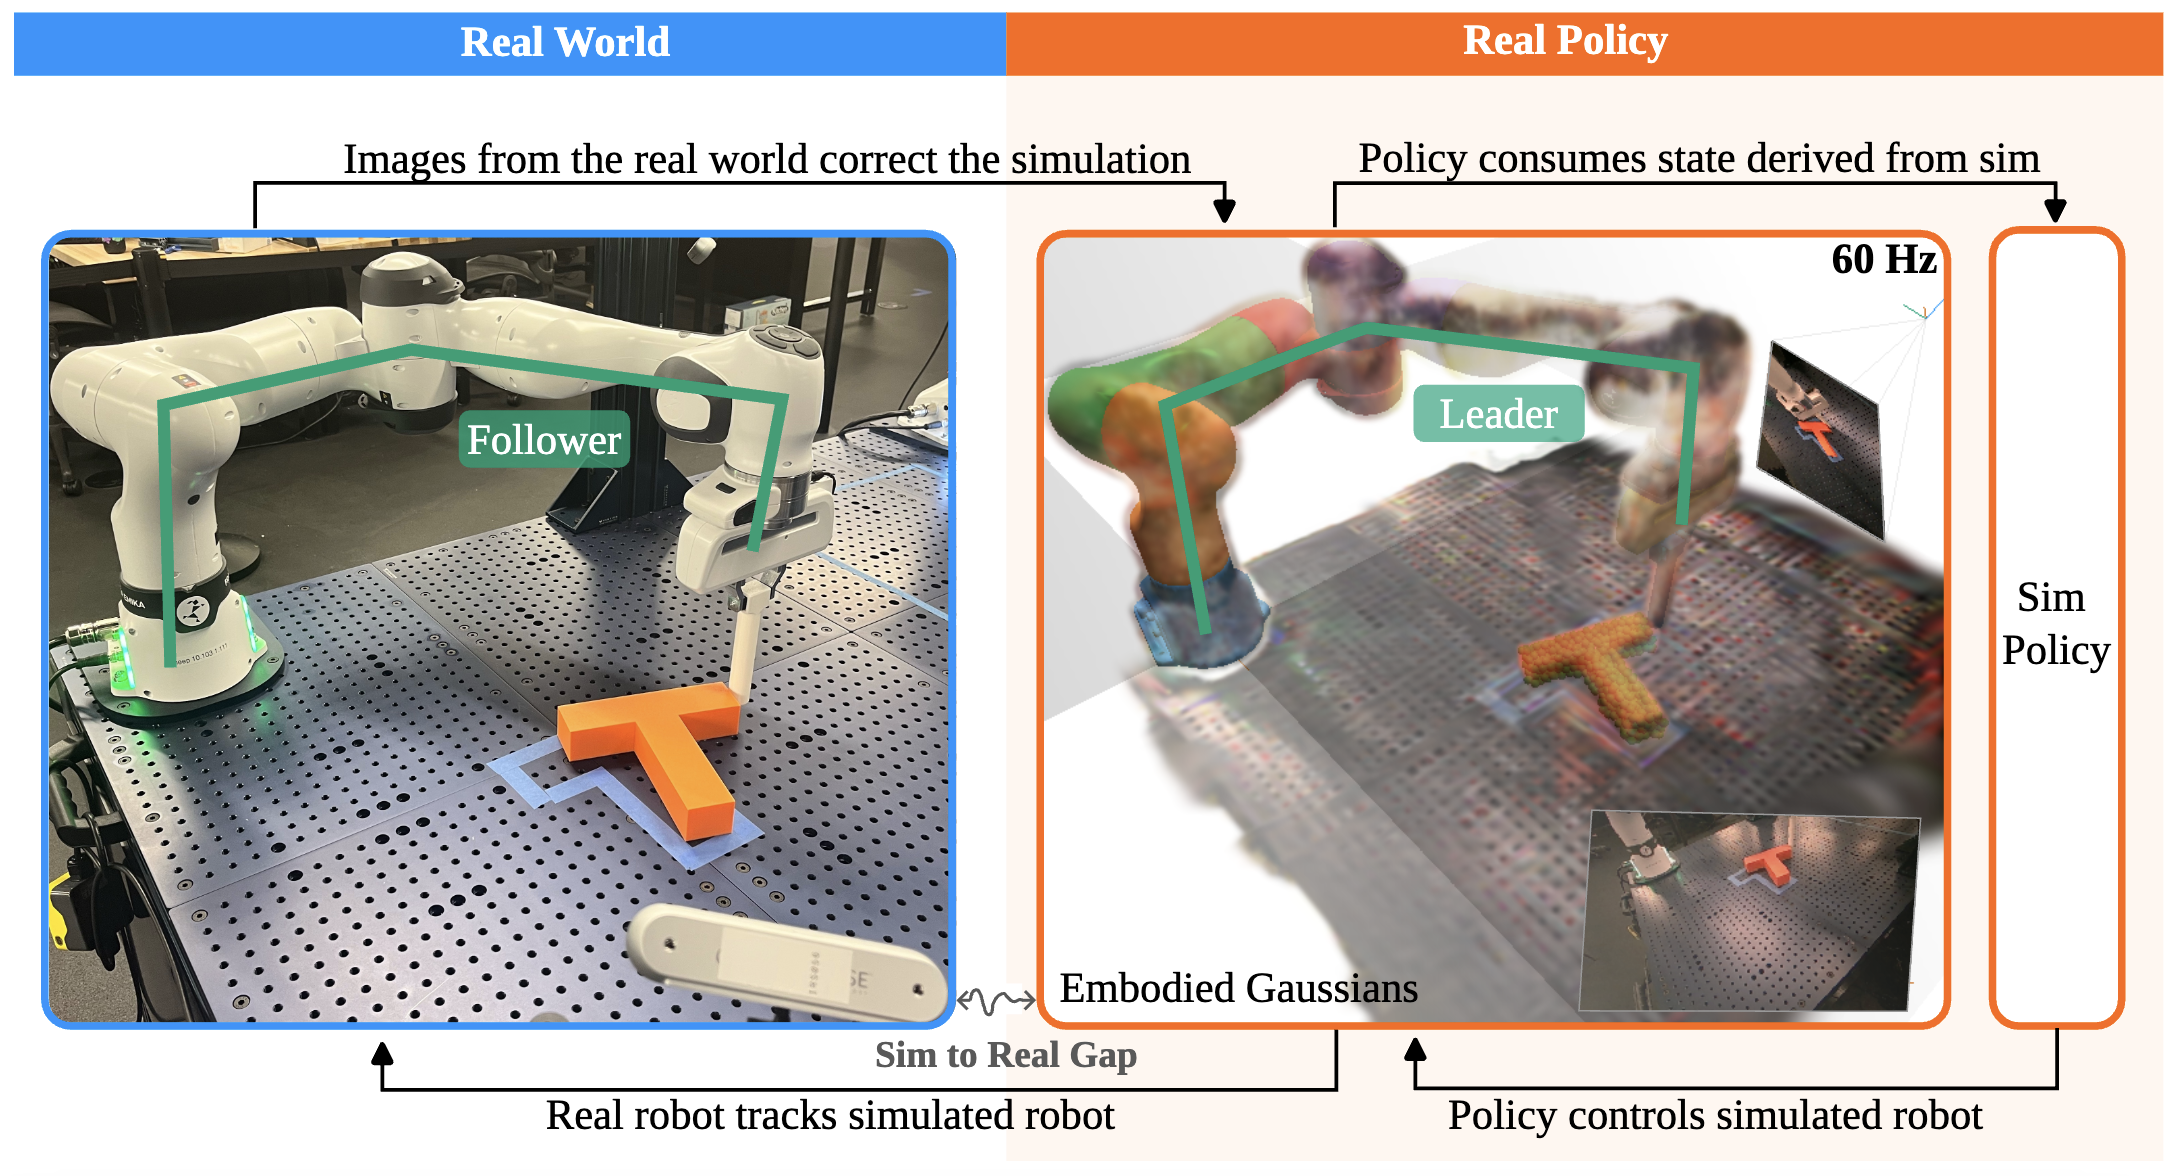 Real World
Real Policy
Images from the real world correct the simulation
Policy consumes state derived from sim
60 Hz
Follower
Leader
Sim
Policy
Embodied Gaussians
Sim to Real Gap
Real robot tracks simulated robot
Policy controls simulated robot